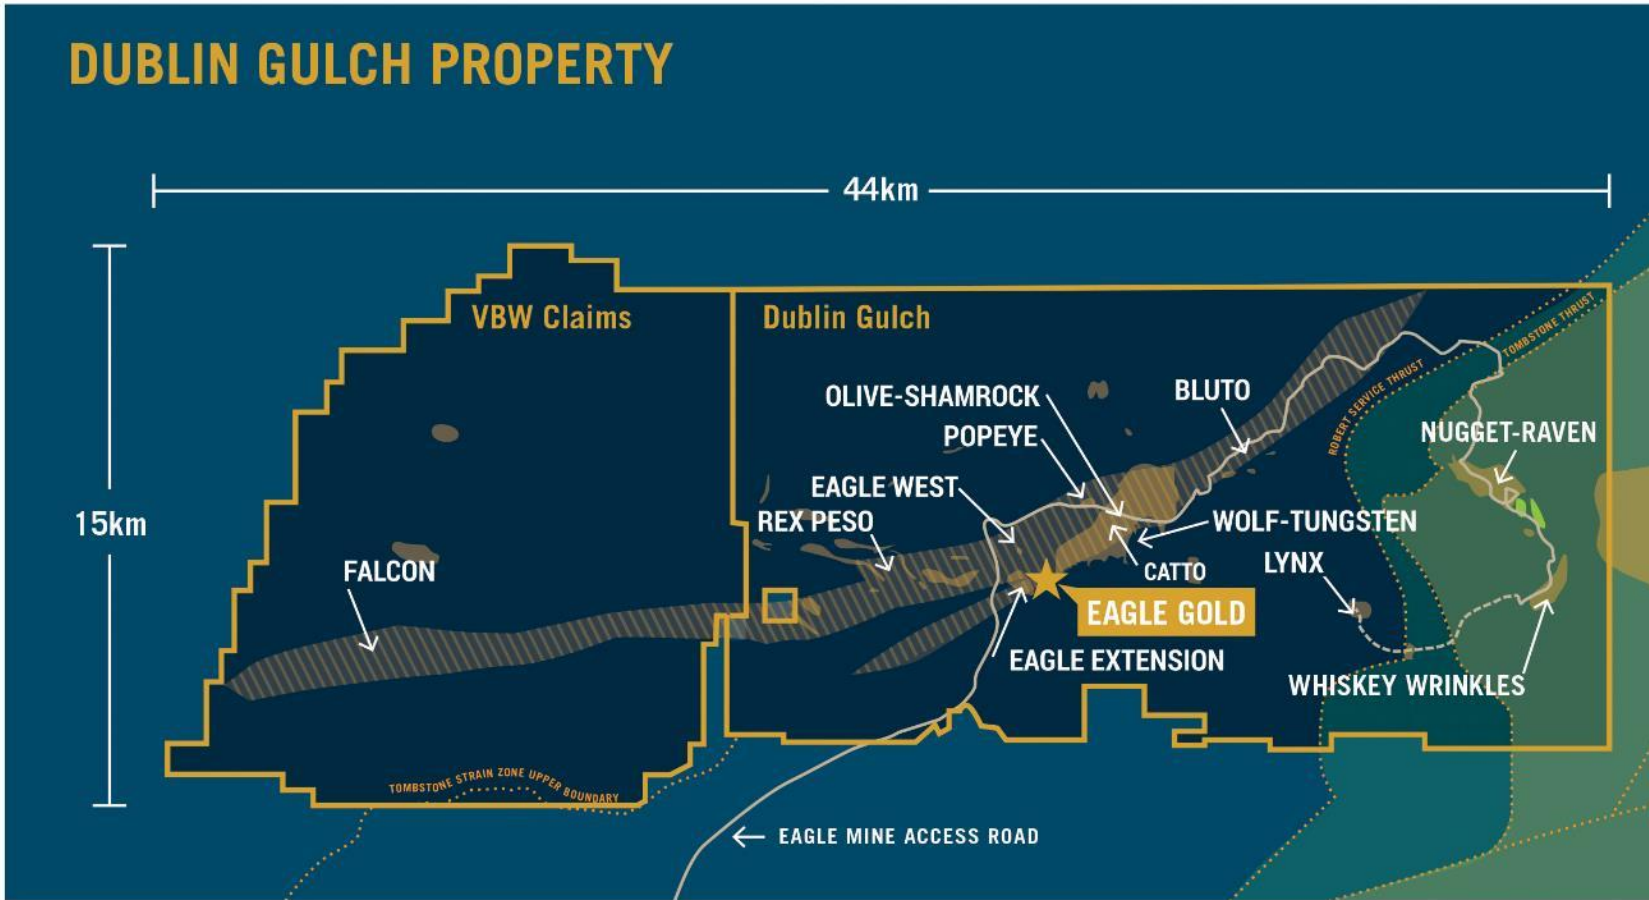 DUBLIN GULCH PROPERTY
44km
VBW Claims
Dublin Gulch
TOMBSTONE THRUST
ROBERT SERVICE THRUST
OLIVE-SHAMROCK
BLUTO
POPEYE
NUGGET-RAVEN
EAGLE WEST
15km
REX PESO
WOLF-TUNGSTEN
FALCON
CATTO
LYNX
EAGLE GOLD
EAGLE EXTENSION
WHISKEY WRINKLES
TOMBSTONE STRAIN ZONE UPPER BOUNDARY
EAGLE MINE ACCESS ROAD